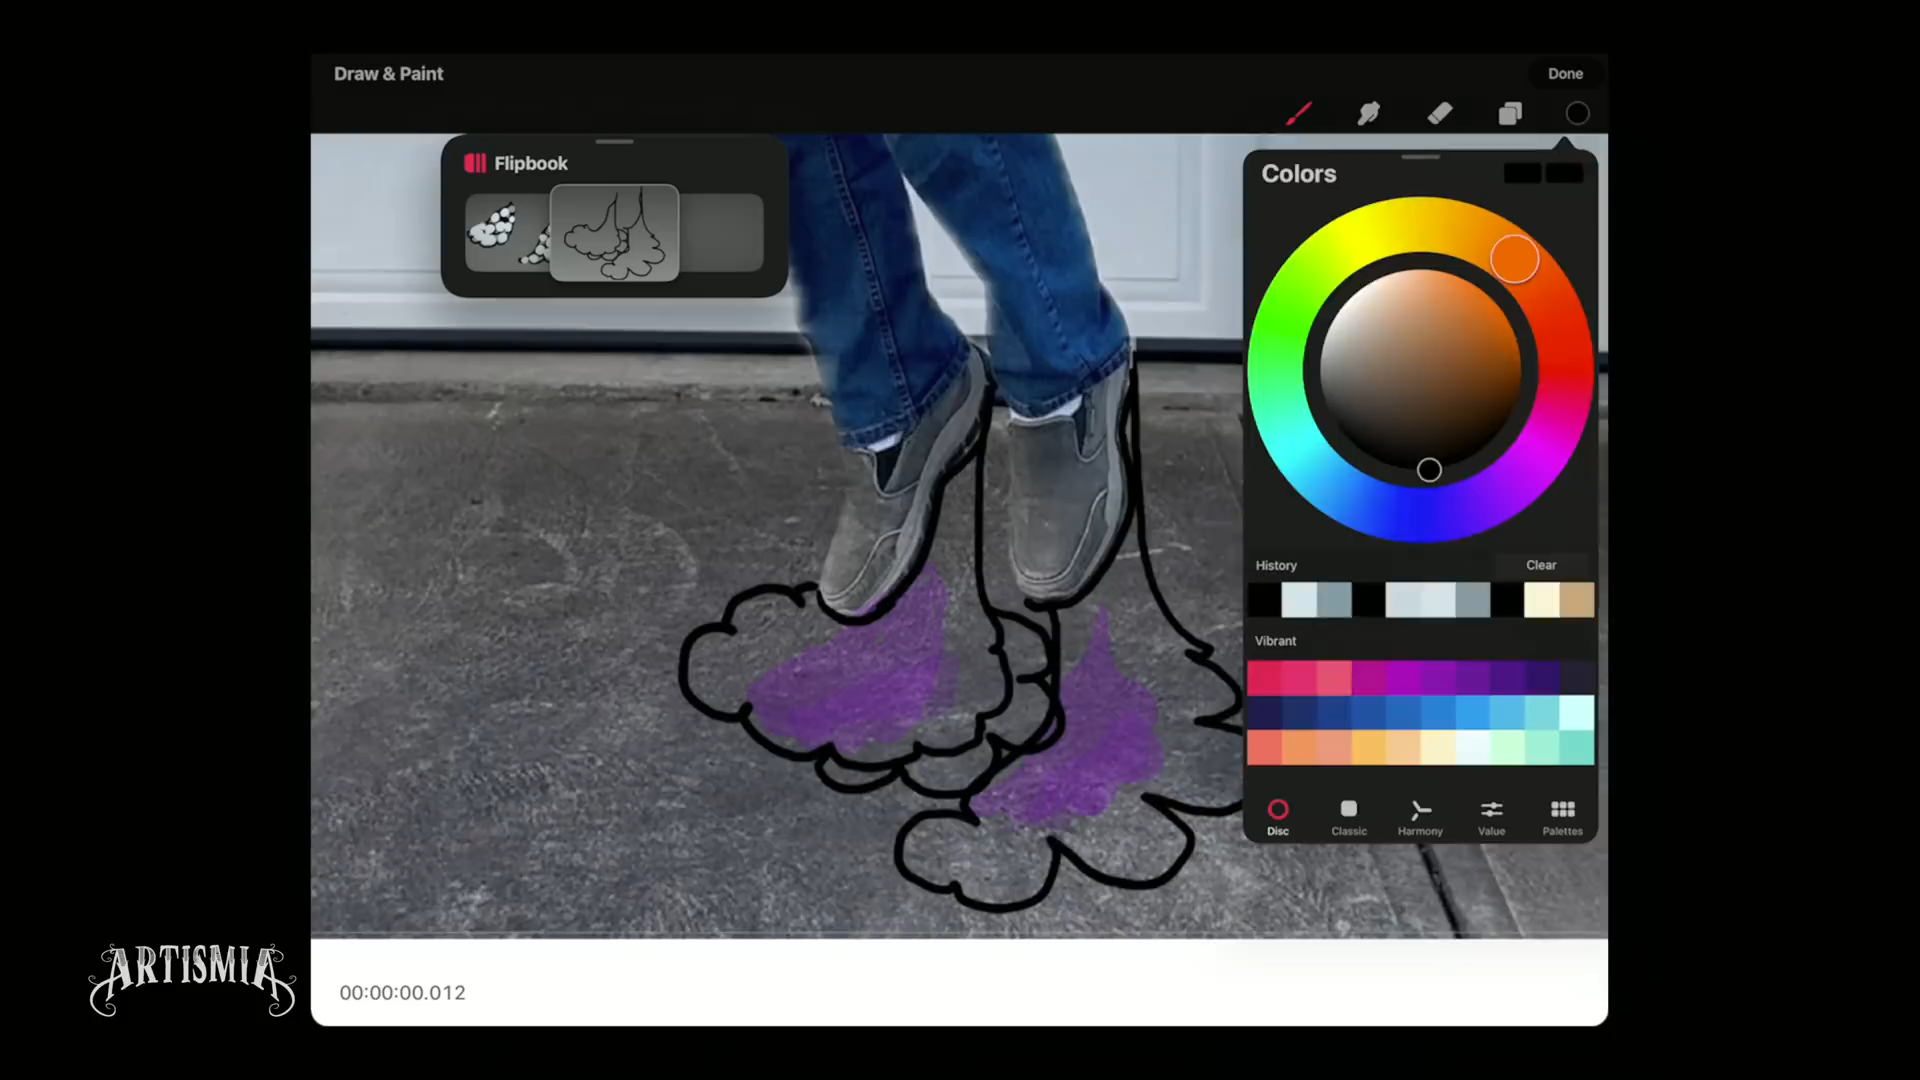 Draw & Paint
Done
Flipbook
Colors
History
Clear
Vibrant
Disc
Classic
Harmony
Value
Palettes
ARTISMIA
00:00:00.012